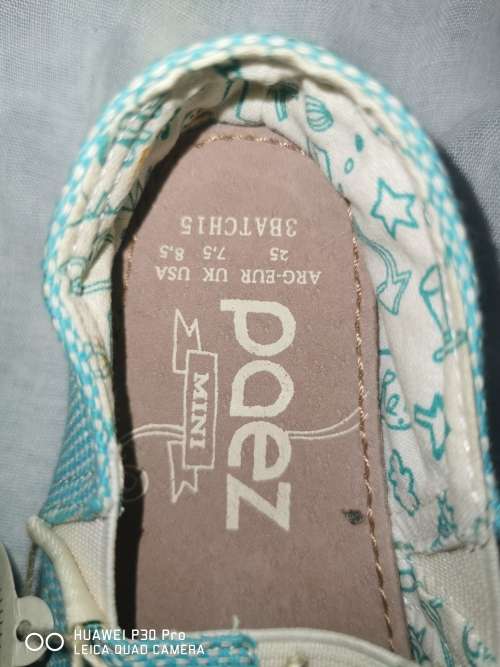 3BATCH15
ARG-EUR UK USA
25 7.5 8.5
paez
MINI
HUAWEI P30 Pro
LEICA QUAD CAMERA